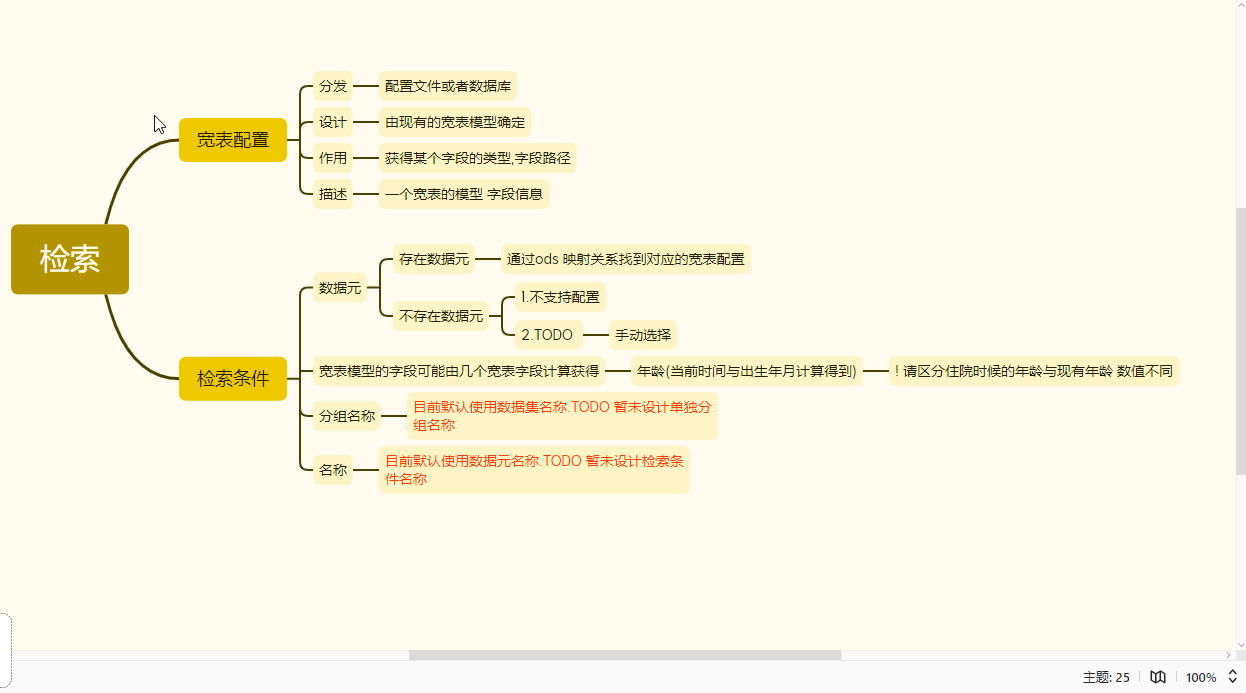 检索
宽表配置
分发
配置文件或者数据库
设计
由现有的宽表模型确定
作用
获得某个字段的类型,字段路径
描述
一个宽表的模型 字段信息
检索条件
数据元
存在数据元
通过ods 映射关系找到对应的宽表配置
不存在数据元
1.不支持配置
2.TODO
手动选择
宽表模型的字段可能由几个宽表字段计算获得
年龄(当前时间与出生年月计算得到)
! 请区分住院时候的年龄与现有年龄 数值不同
分组名称
目前默认使用数据集名称.TODO 暂未设计单独分
组名称
名称
目前默认使用数据元名称.TODO 暂未设计检索条
件名称
主题: 25
100%